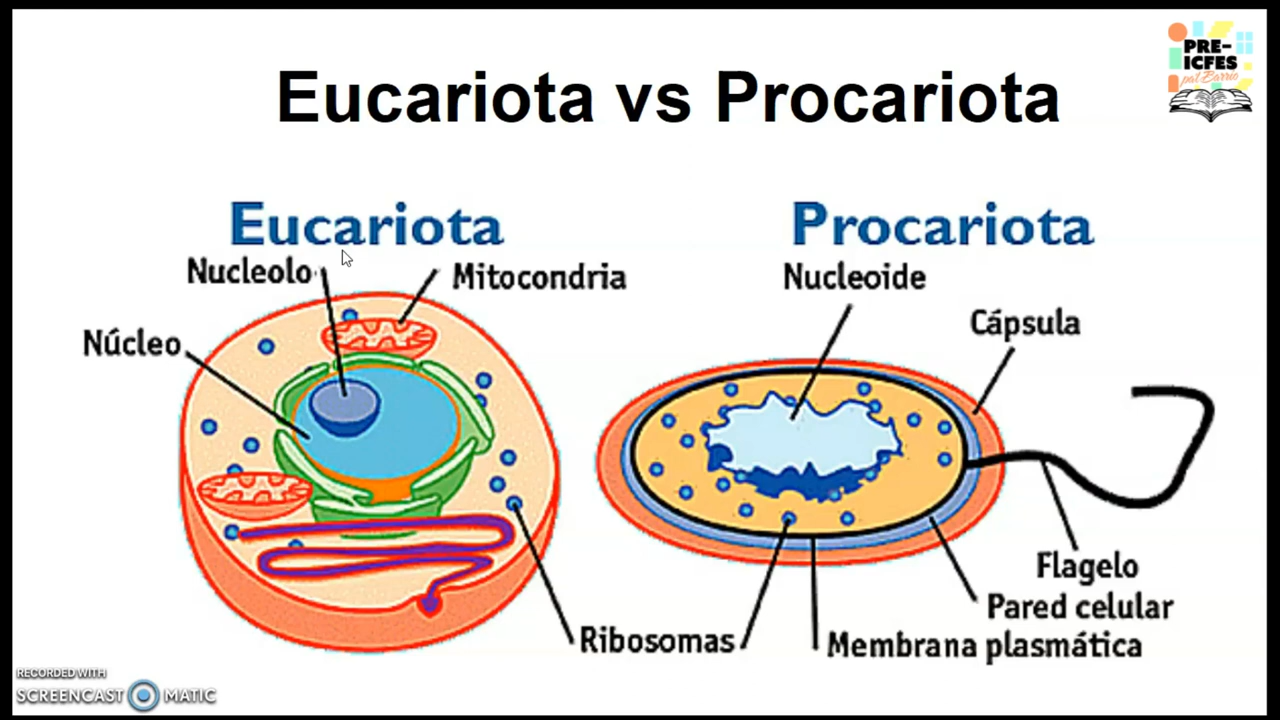 PRE-
ICFES
pal Barrio
Eucariota vs Procariota
Eucariota
Procariota
Nucleolo
Mitocondria
Nucleoide
Cápsula
Núcleo
Flagelo
Pared celular
Ribosomas
Membrana plasmática
RECORDED WITH
SCREENCAST MATIC